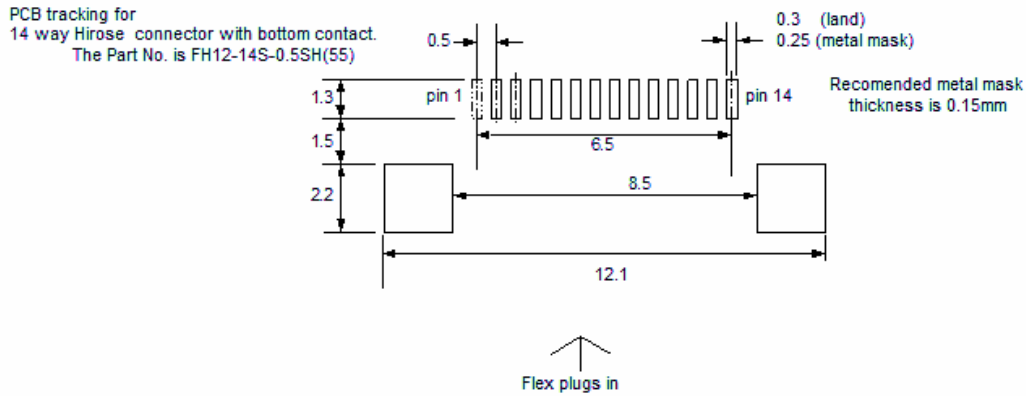 PCB tracking for
14 way Hirose connector with bottom contact.
The Part No. is FH12-14S-0.5SH(55)
0.5
0.3 (land)
0.25 (metal mask)
1.3
pin 1
pin 14
Recomended metal mask
thickness is 0.15mm
1.5
6.5
2.2
8.5
12.1
Flex plugs in